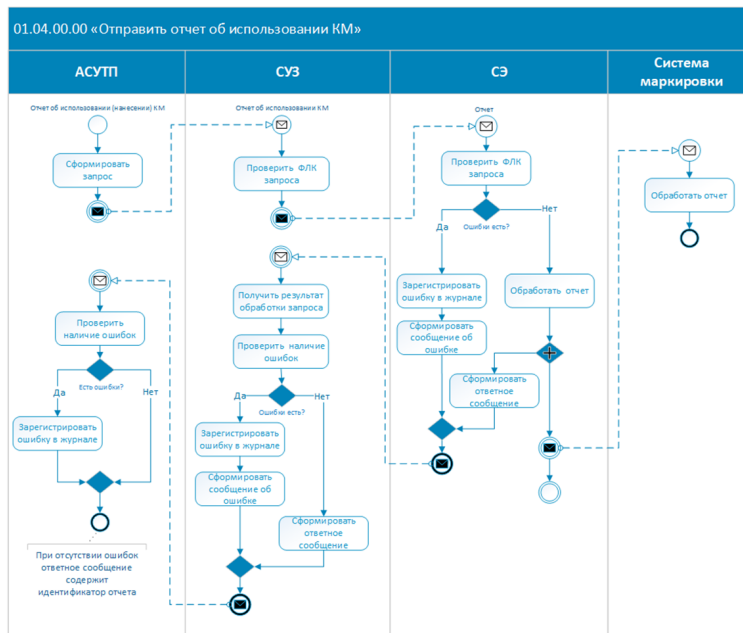 01.04.00.00 «Отправить отчет об использовании КМ»
АСУТП
СУЗ
СЭ
Система
маркировки
Отчет об использовании (нанесении) КМ
Сформировать
запрос
Проверить
наличие ошибок
Есть ошибки?
Да
Нет
Зарегистрировать
ошибку в журнале
При отсутствии ошибок
ответное сообщение
содержит
идентификатор отчета
Отчет об использовании КМ
Проверить ФЛК
запроса
Получить результат
обработки запроса
Проверить наличие
ошибок
Да
Нет
Ошибки есть?
Зарегистрировать
ошибку в журнале
Сформировать
сообщение об
ошибке
Сформировать
ответное
сообщение
Отчет
Проверить ФЛК
запроса
Да
Нет
Ошибки есть?
Зарегистрировать
ошибку в журнале
Сформировать
сообщение об
ошибке
Обработать отчет
Сформировать
ответное
сообщение
Обработать отчет